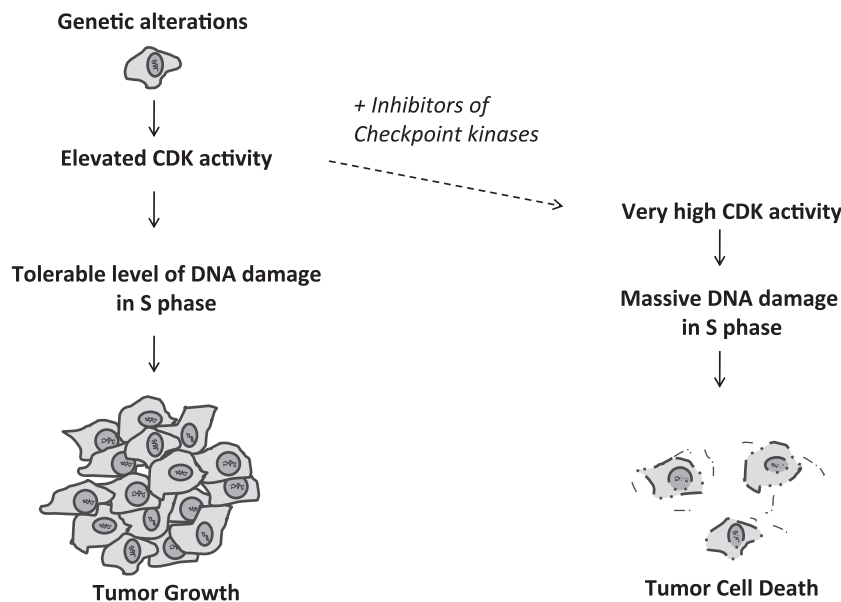 Genetic alterations
+ Inhibitors of
Checkpoint kinases
Elevated CDK activity
Very high CDK activity
Tolerable level of DNA damage
in S phase
Massive DNA damage
in S phase
Tumor Growth
Tumor Cell Death